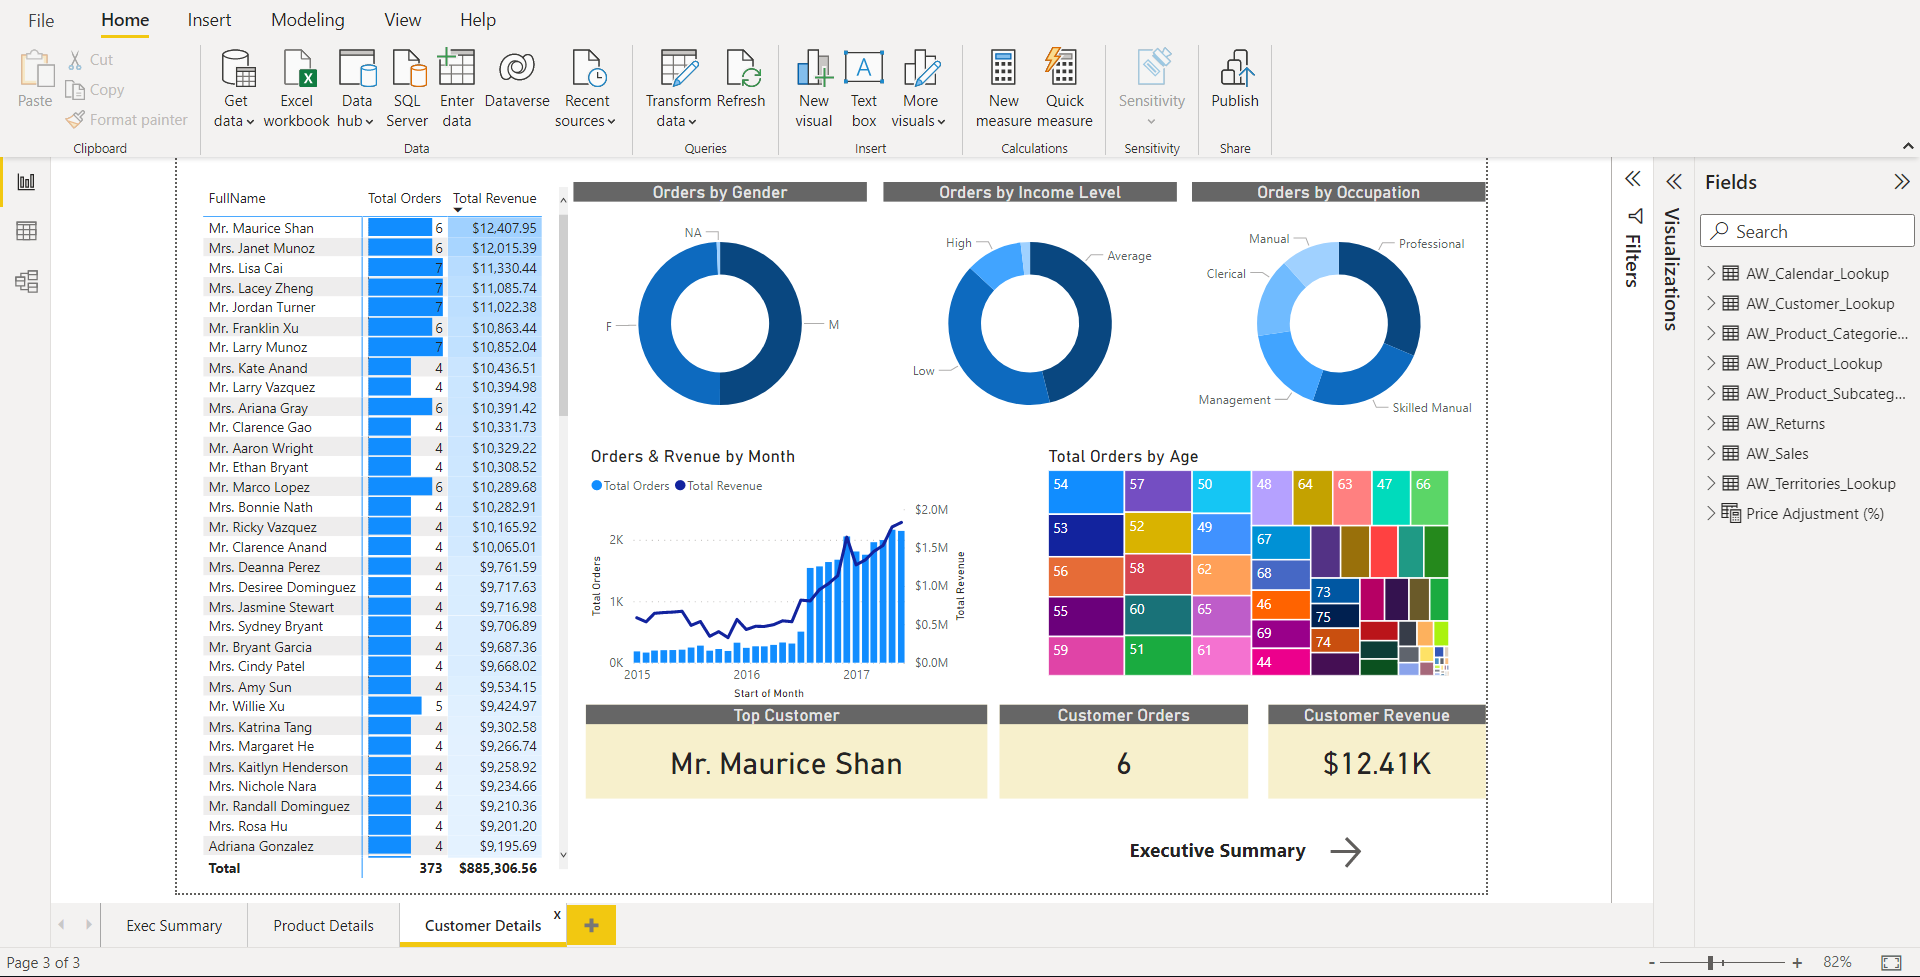 File Home Insert Modeling View Help
Paste
Cut
Copy
Format painter
Clipboard
Get data
Excel workbook
Data hub
SQL Server
Enter data
Dataverse
Recent sources
Data
Transform data
Refresh
Queries
New visual
Text box
More visuals
Insert
New measure
Quick measure
Calculations
Sensitivity
Sensitivity
Publish
Share
FullName Total Orders Total Revenue
Mr. Maurice Shan 6 $12,407.95
Mrs. Janet Munoz 6 $12,015.39
Mrs. Lisa Cai 7 $11,330.44
Mrs. Lacey Zheng 7 $11,085.74
Mr. Jordan Turner 7 $11,022.38
Mr. Franklin Xu 6 $10,863.44
Mr. Larry Munoz 7 $10,852.04
Mrs. Kate Anand 4 $10,436.51
Mr. Larry Vazquez 4 $10,394.98
Mrs. Ariana Gray 6 $10,391.42
Mr. Clarence Gao 4 $10,331.73
Mr. Aaron Wright 4 $10,329.22
Mr. Ethan Bryant 4 $10,308.52
Mr. Marco Lopez 6 $10,289.68
Mrs. Bonnie Nath 4 $10,282.91
Mr. Ricky Vazquez 4 $10,165.92
Mr. Clarence Anand 4 $10,065.01
Mrs. Deanna Perez 4 $9,761.59
Mrs. Desiree Dominguez 4 $9,717.63
Mrs. Jasmine Stewart 4 $9,716.98
Mrs. Sydney Bryant 4 $9,706.89
Mr. Bryant Garcia 4 $9,687.36
Mrs. Cindy Patel 4 $9,668.02
Mrs. Amy Sun 4 $9,534.15
Mr. Willie Xu 5 $9,424.97
Mrs. Katrina Tang 4 $9,302.58
Mrs. Margaret He 4 $9,266.74
Mrs. Kaitlyn Henderson 4 $9,258.92
Mrs. Nichole Nara 4 $9,234.66
Mr. Randall Dominguez 4 $9,210.36
Mrs. Rosa Hu 4 $9,201.20
Adriana Gonzalez 4 $9,195.69
Total 373 $885,306.56
Orders by Gender
NA
F
M
Orders by Income Level
High
Average
Low
Orders by Occupation
Manual
Professional
Clerical
Management
Skilled Manual
Orders & Rvenue by Month
Total Orders Total Revenue
Total Orders
2K
1K
0K
$2.0M
$1.5M
$1.0M
$0.5M
$0.0M
Total Revenue
2015 2016 2017
Start of Month
Total Orders by Age
54 57 50 48 64 63 47 66
53 52 49 67
56 58 62 68
73
55 60 65 46 75
69 74
59 51 61 44
Top Customer
Mr. Maurice Shan
Customer Orders
6
Customer Revenue
$12.41K
Executive Summary
Filters
Visualizations
Fields
Search
AW_Calendar_Lookup
AW_Customer_Lookup
AW_Product_Categorie...
AW_Product_Lookup
AW_Product_Subcateg...
AW_Returns
AW_Sales
AW_Territories_Lookup
Price Adjustment (%)
Exec Summary Product Details Customer Details x +
Page 3 of 3
- + 82%